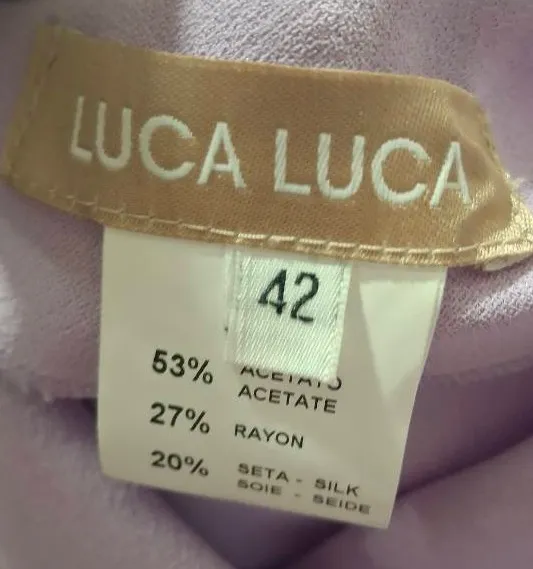 LUCA LUCA
42
53% ACETATO
ACETATE
27% RAYON
20% SETA - SILK
SOIE - SEIDE